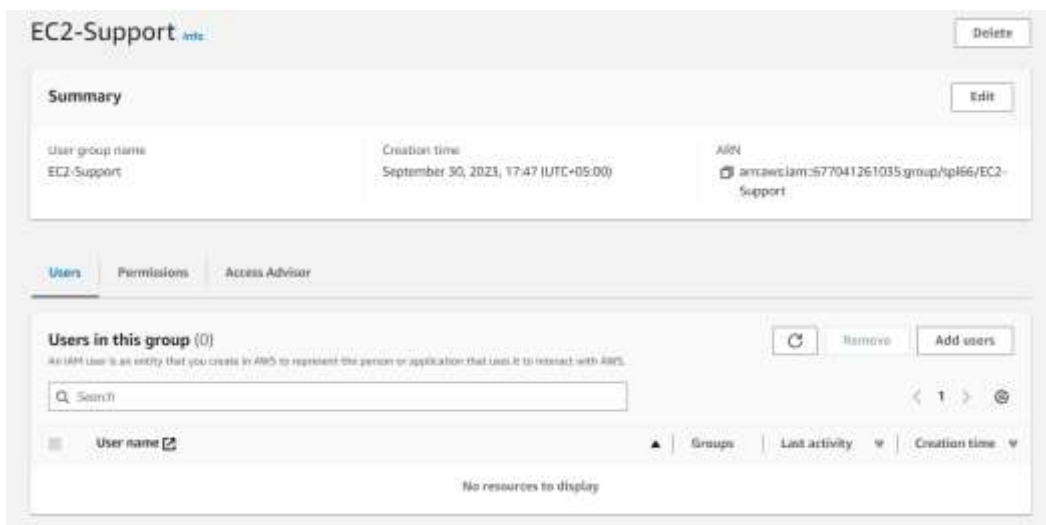 EC2-Support Info
Delete
Summary
Edit
User group name
EC2-Support
Creation time
September 30, 2023, 17:47 (UTC+05:00)
ARN
arn:aws:iam::677041261035:group/spl66/EC2-
Support
Users
Permissions
Access Advisor
Users in this group (0)
An IAM user is an entity that you create in AWS to represent the person or application that uses it to interact with AWS.
Remove
Add users
Search
1
User name
Groups
Last activity
Creation time
No resources to display